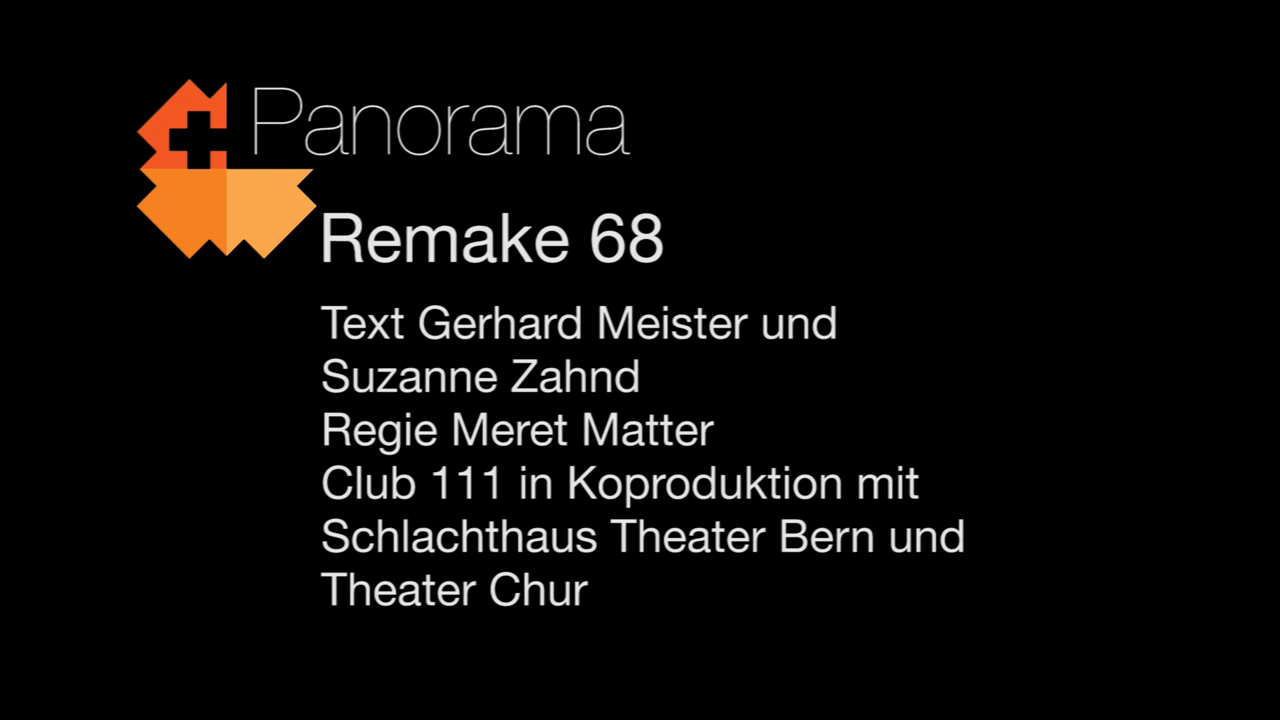 Panorama
Remake 68
Text Gerhard Meister und
Suzanne Zahnd
Regie Meret Matter
Club 111 in Koproduktion mit
Schlachthaus Theater Bern und
Theater Chur